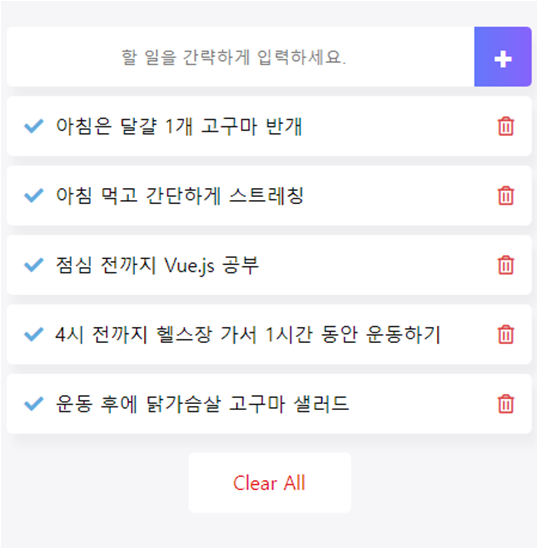 할 일을 간략하게 입력하세요.
아침은 달걀 1개 고구마 반개
아침 먹고 간단하게 스트레칭
점심 전까지 Vue.js 공부
4시 전까지 헬스장 가서 1시간 동안 운동하기
운동 후에 닭가슴살 고구마 샐러드
Clear All